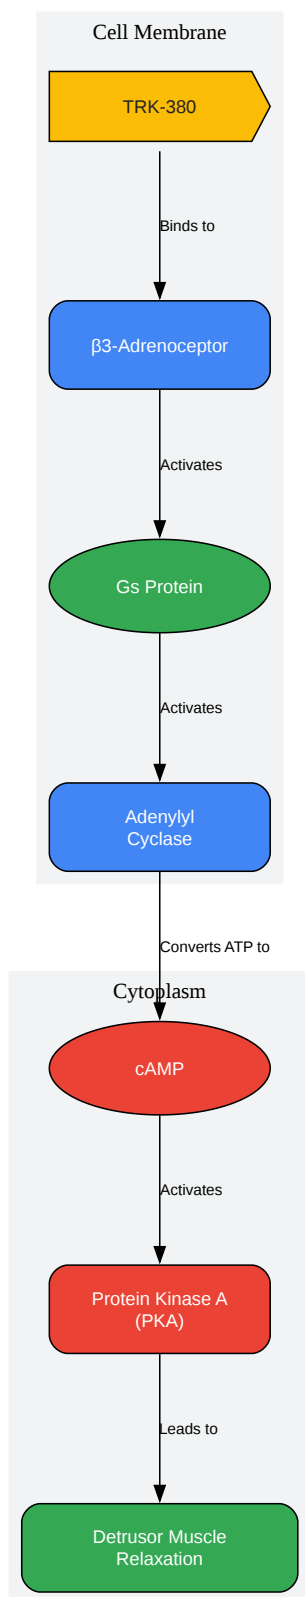 Cell Membrane
TRK-380
Binds to
β3-Adrenoceptor
Activates
Gs Protein
Activates
Adenylyl
Cyclase
Converts ATP to
Cytoplasm
cAMP
Activates
Protein Kinase A
(PKA)
Leads to
Detrusor Muscle
Relaxation